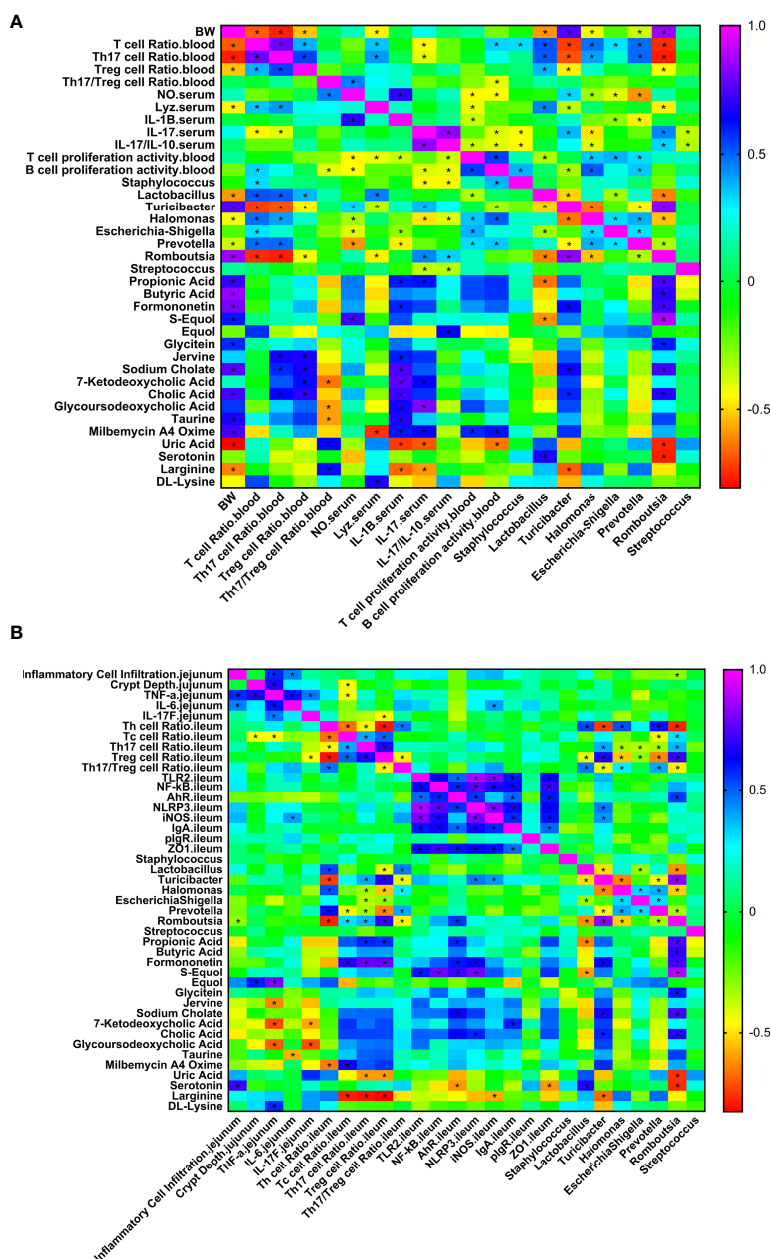 A
BW
T cell Ratio.blood
Th17 cell Ratio.blood
Treg cell Ratio.blood
Th17/Treg cell Ratio.blood
NO.serum
Lyz.serum
IL-1B.serum
IL-17.serum
IL-17/IL-10.serum
T cell proliferation activity.blood
B cell proliferation activity.blood
Staphylococcus
Lactobacillus
Turicibacter
Halomonas
Escherichia-Shigella
Prevotella
Romboutsia
Streptococcus
Propionic Acid
Butyric Acid
Formononetin
S-Equol
Equol
Glycitein
Jervine
Sodium Cholate
7-Ketodeoxycholic Acid
Cholic Acid
Glycoursodeoxycholic Acid
Taurine
Milbemycin A4 Oxime
Uric Acid
Serotonin
Larginine
DL-Lysine
BW
T cell Ratio.blood
Th17 cell Ratio.blood
Treg cell Ratio.blood
Th17/Treg cell Ratio.blood
NO.serum
Lyz.serum
IL-1B.serum
IL-17.serum
IL-17/IL-10.serum
T cell proliferation activity.blood
B cell proliferation activity.blood
Staphylococcus
Lactobacillus
Turicibacter
Halomonas
Escherichia-Shigella
Prevotella
Romboutsia
Streptococcus
1.0
0.5
0
-0.5
B
Inflammatory Cell Infiltration.jejunum
Crypt Depth.jujunum
TNF-a.jejunum
IL-6.jejunum
IL-17F.jejunum
Th cell Ratio.ileum
Tc cell Ratio.ileum
Th17 cell Ratio.ileum
Treg cell Ratio.ileum
Th17/Treg cell Ratio.ileum
TLR2.ileum
NF-kB.ileum
AhR.ileum
NLRP3.ileum
iNOS.ileum
IgA.ileum
pIgR.ileum
ZO1.ileum
Staphylococcus
Lactobacillus
Turicibacter
Halomonas
EscherichiaShigella
Prevotella
Romboutsia
Streptococcus
Propionic Acid
Butyric Acid
Formononetin
S-Equol
Equol
Glycitein
Jervine
Sodium Cholate
7-Ketodeoxycholic Acid
Cholic Acid
Glycoursodeoxycholic Acid
Taurine
Milbemycin A4 Oxime
Uric Acid
Serotonin
Larginine
DL-Lysine
Inflammatory Cell Infiltration.jejunum
Crypt Depth.jujunum
TNF-a.jejunum
IL-6.jejunum
IL-17F.jejunum
Th cell Ratio.ileum
Tc cell Ratio.ileum
Th17 cell Ratio.ileum
Treg cell Ratio.ileum
Th17/Treg cell Ratio.ileum
TLR2.ileum
NF-kB.ileum
AhR.ileum
NLRP3.ileum
iNOS.ileum
IgA.ileum
pIgR.ileum
ZO1.ileum
Staphylococcus
Lactobacillus
Turicibacter
Halomonas
EscherichiaShigella
Prevotella
Romboutsia
Streptococcus
1.0
0.5
0
-0.5